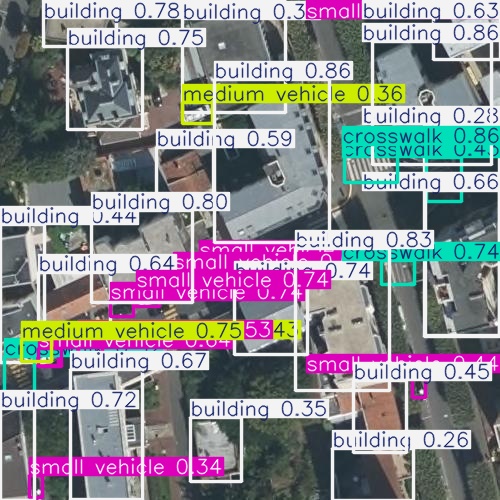 building 0.78
building 0.3
small
building 0.63
building 0.75
building 0.86
building 0.86
medium vehicle 0.36
building 0.28
crosswalk 0.86
crosswalk 0.4
building 0.59
building 0.66
building 0.80
building 0.44
building 0.83
small vehi
crosswalk 0.74
small vehicle 0
building 0.64
building 0.74
small vehicle 0.74
small vehicle 0.74
medium vehicle 0.75
53
43
small vehicle 0.64
building 0.67
small vehicle 0.44
building 0.45
building 0.72
building 0.35
building 0.26
small vehicle 0.34